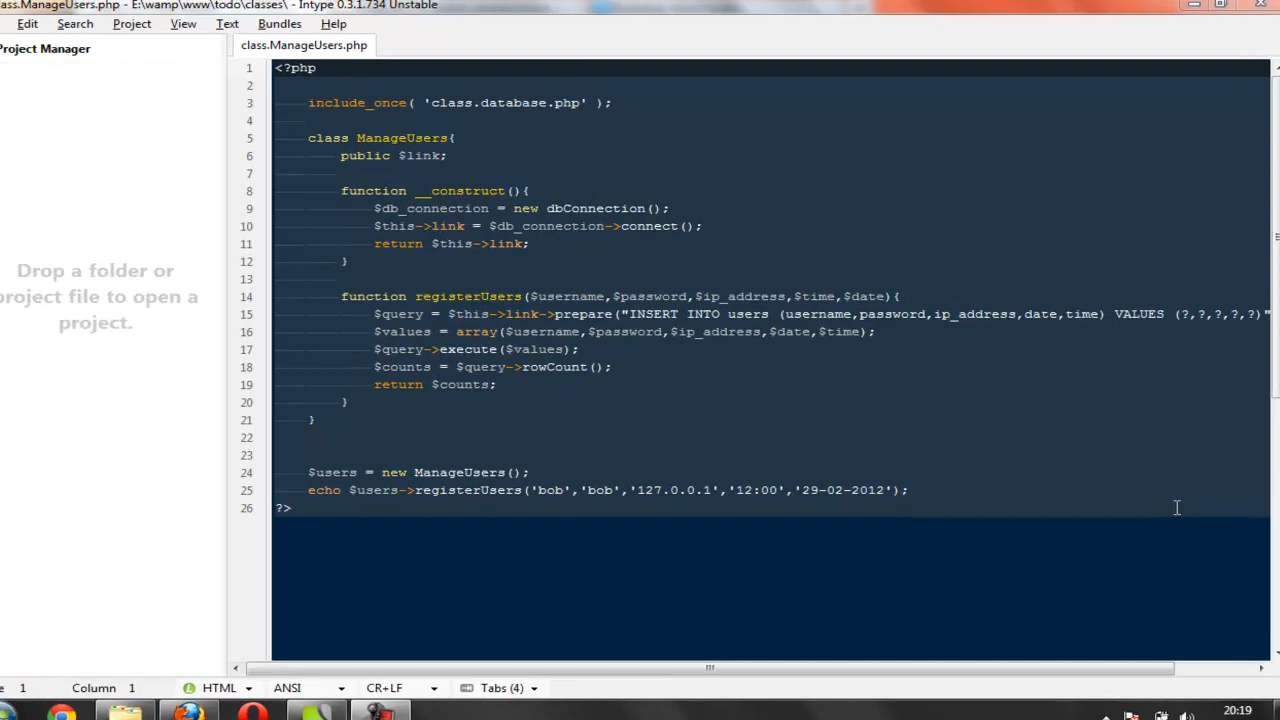 class.ManageUsers.php - E:\wamp\www\todo\classes\ - Intype 0.3.1.734 Unstable
Edit Search Project View Text Bundles Help
Project Manager
class.ManageUsers.php
Drop a folder or
project file to open a
project.
1 <?php
2
3 include_once( 'class.database.php' );
4
5 class ManageUsers{
6 public $link;
7
8 function __construct(){
9 $db_connection = new dbConnection();
10 $this->link = $db_connection->connect();
11 return $this->link;
12 }
13
14 function registerUsers($username,$password,$ip_address,$time,$date){
15 $query = $this->link->prepare("INSERT INTO users (username,password,ip_address,date,time) VALUES (?,?,?,?,?)"
16 $values = array($username,$password,$ip_address,$date,$time);
17 $query->execute($values);
18 $counts = $query->rowCount();
19 return $counts;
20 }
21 }
22
23
24 $users = new ManageUsers();
25 echo $users->registerUsers('bob','bob','127.0.0.1','12:00','29-02-2012');
26 ?>
e 1 Column 1 HTML ANSI CR+LF Tabs (4)
20:19